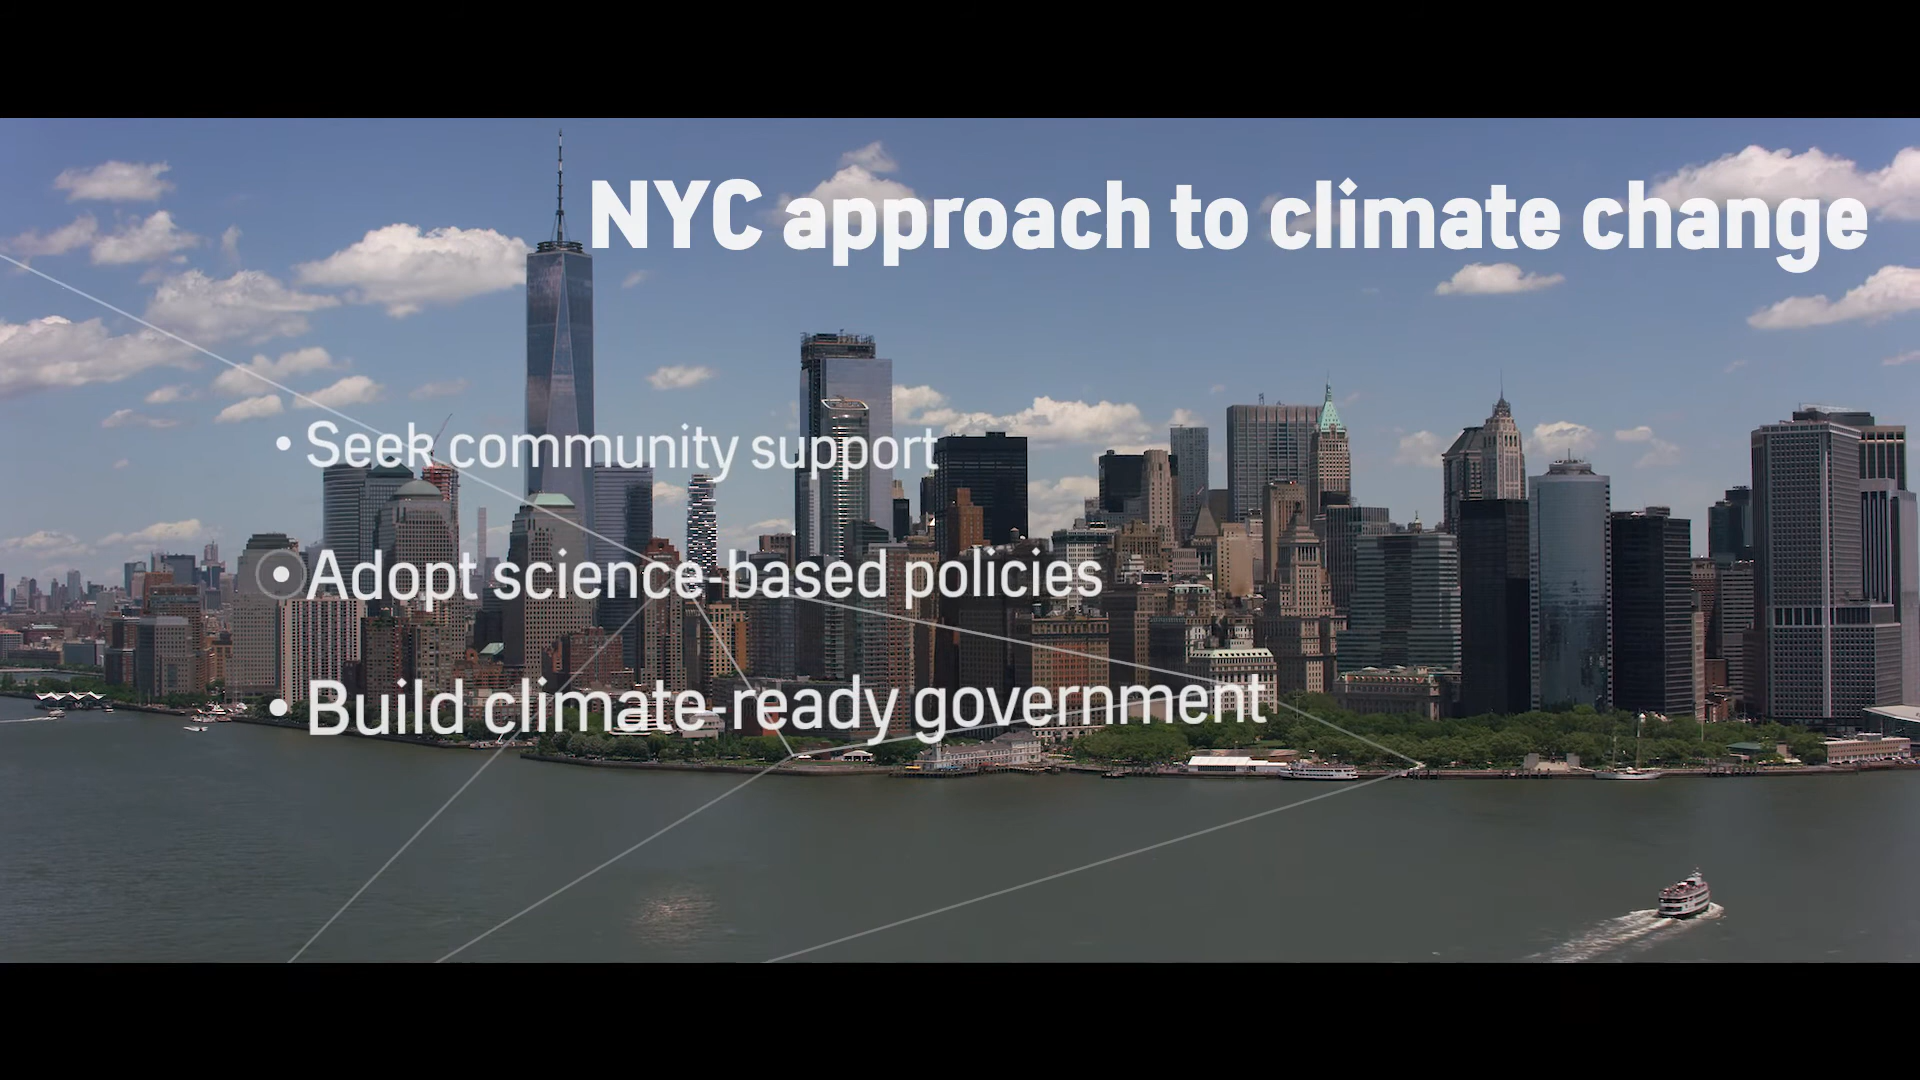 NYC approach to climate change
• Seek community support
• Adopt science-based policies
• Build climate-ready government